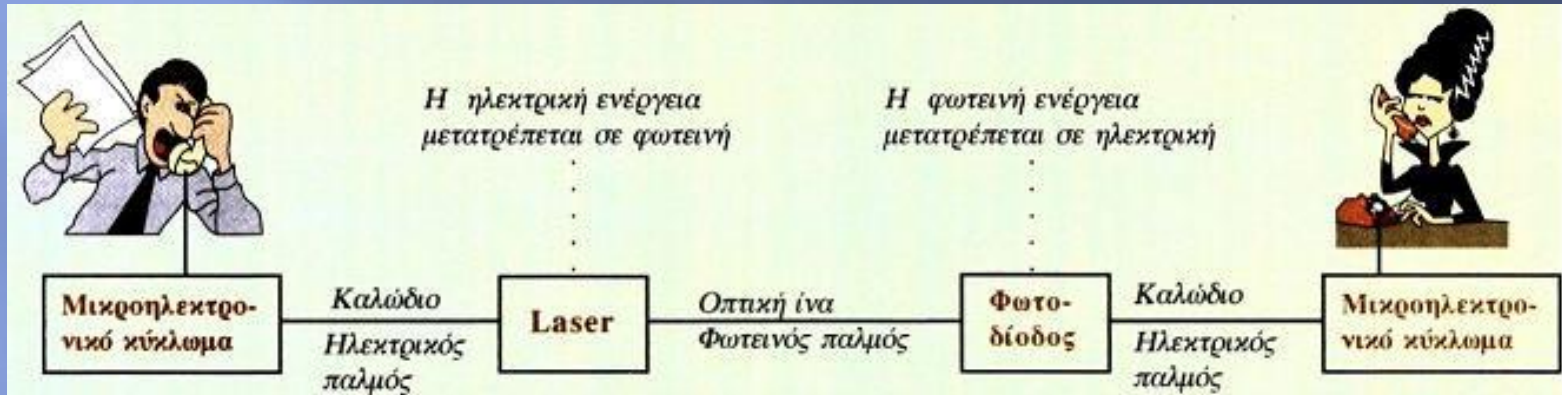 Η ηλεκτρική ενέργεια
μετατρέπεται σε φωτεινή
Η φωτεινή ενέργεια
μετατρέπεται σε ηλεκτρική
Μικροηλεκτρο-
νικό κύκλωμα
Καλώδιο
Ηλεκτρικός
παλμός
Laser
Οπτική ίνα
Φωτεινός παλμός
Φωτο-
δίοδος
Καλώδιο
Ηλεκτρικός
παλμός
Μικροηλεκτρο-
νικό κύκλωμα